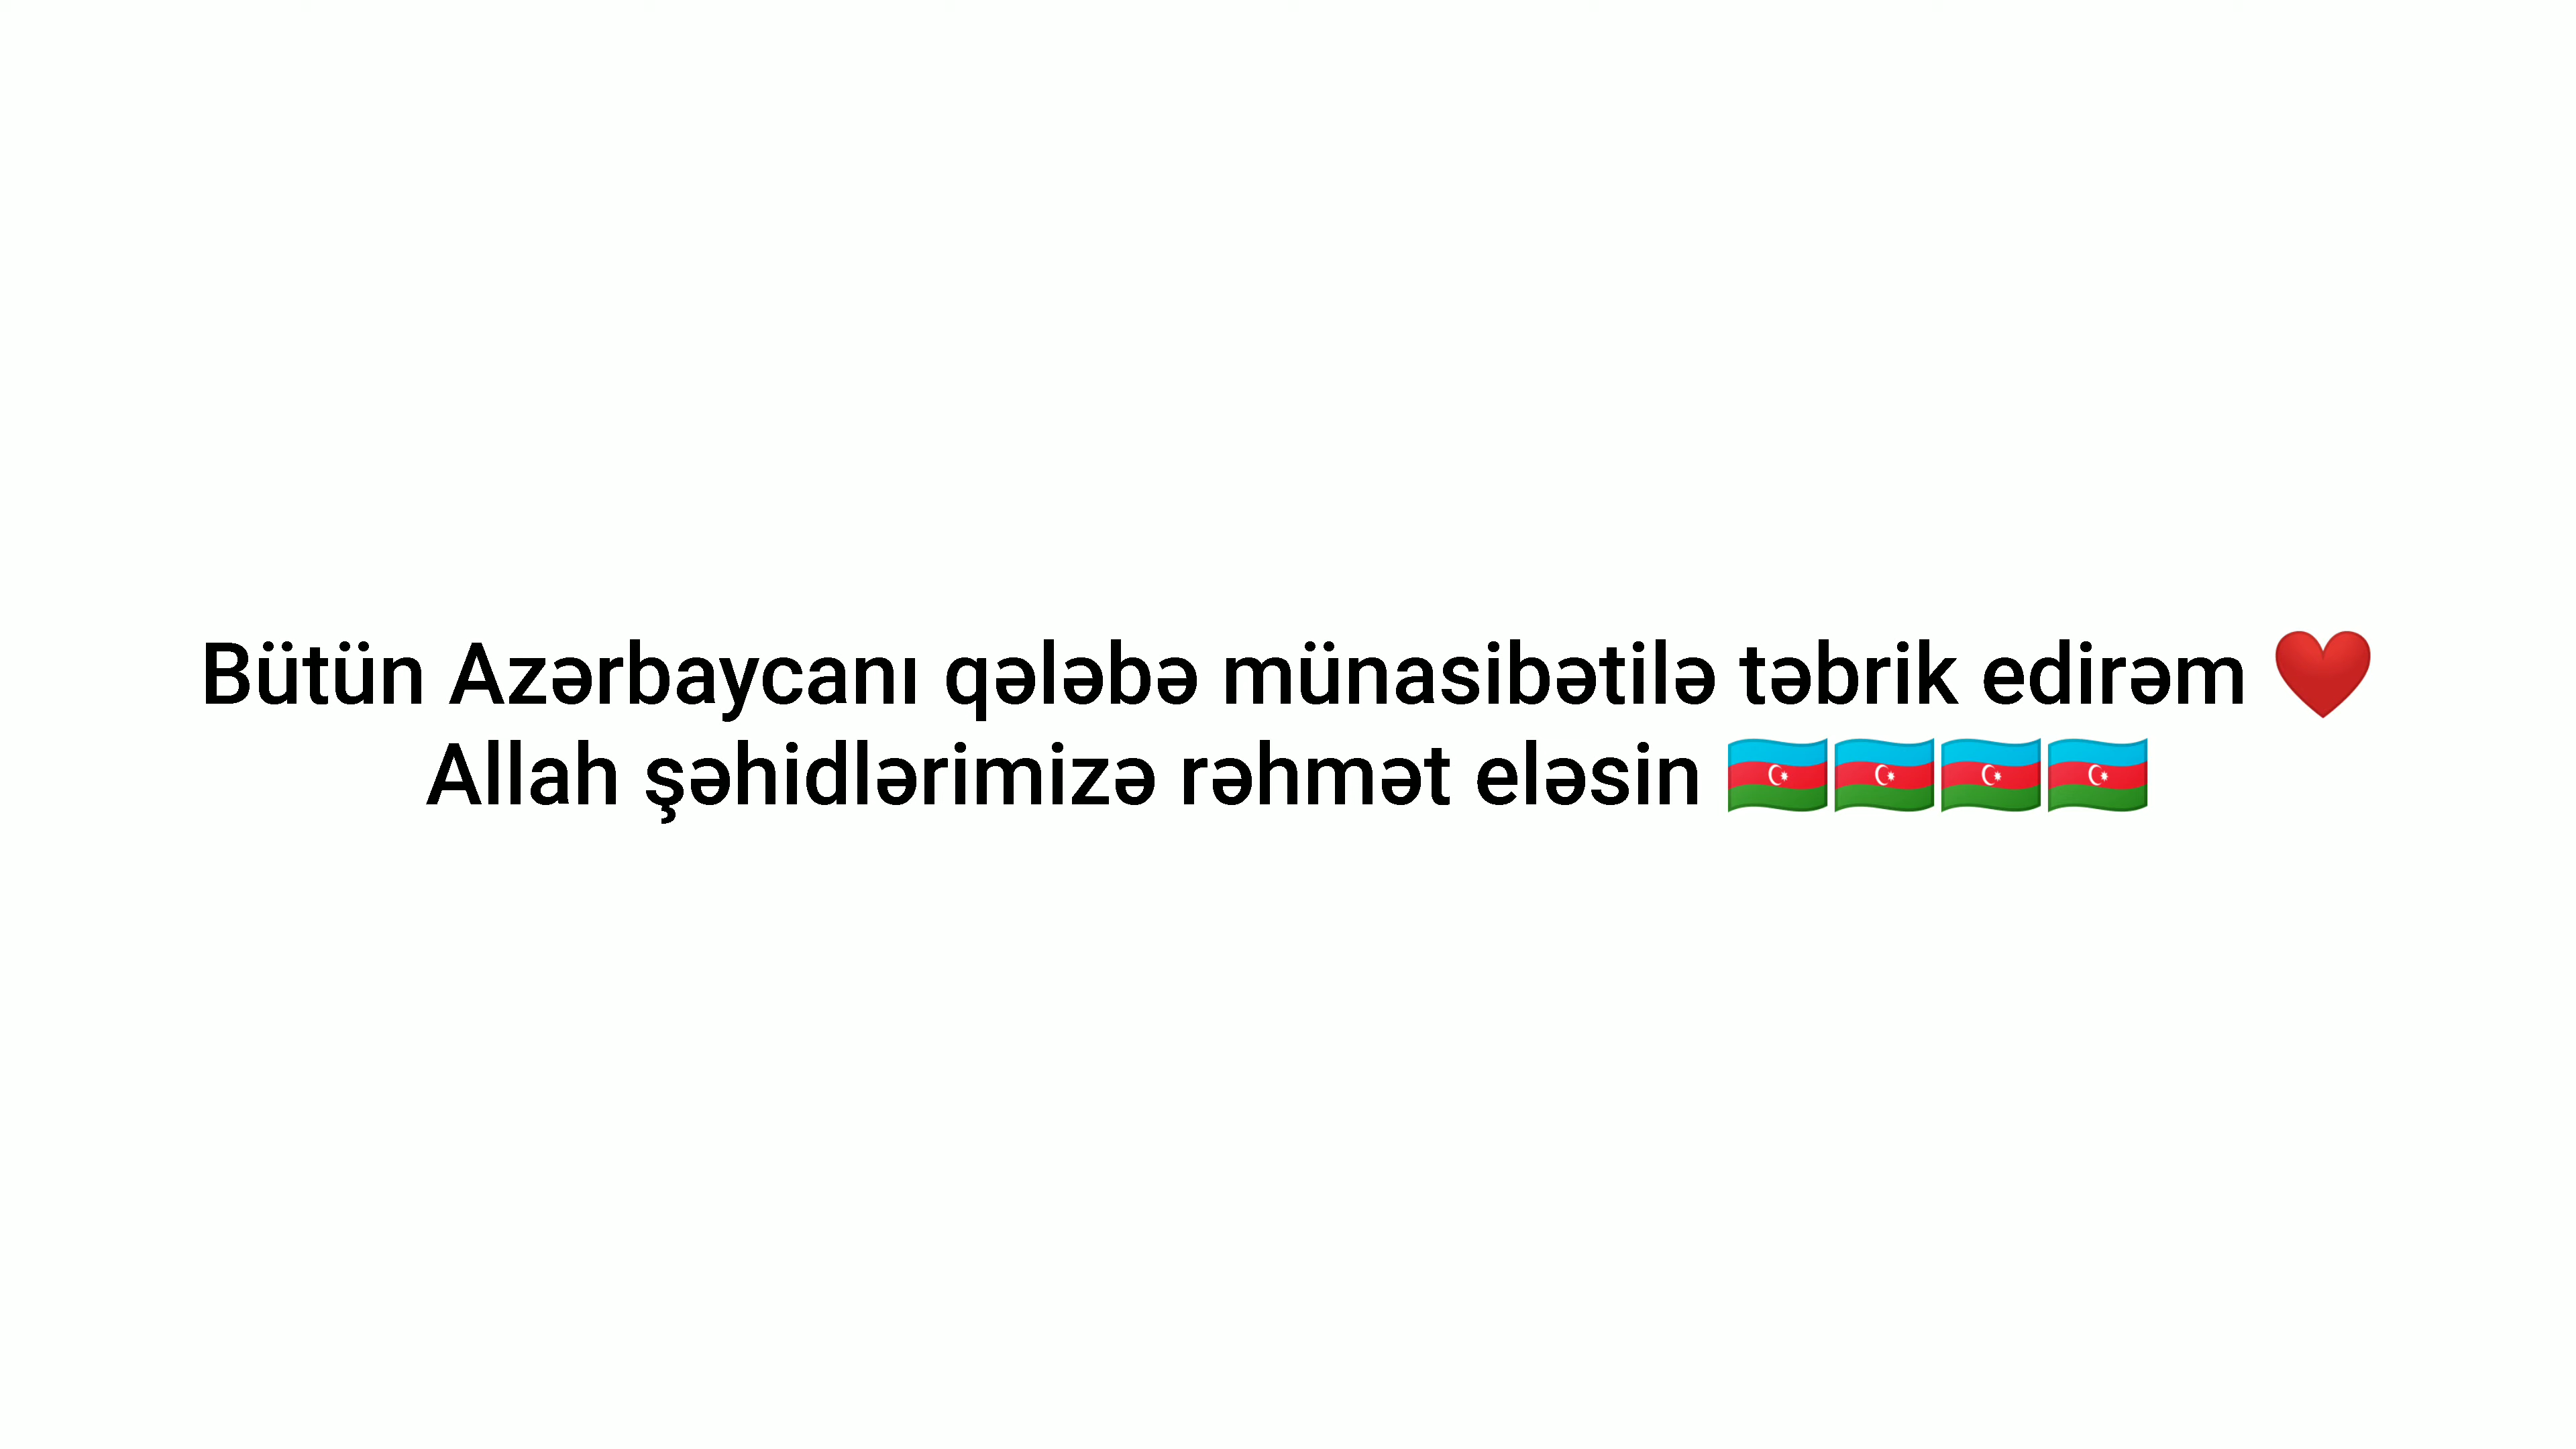 Bütün Azərbaycanı qələbə münasibətilə təbrik edirəm ❤️
Allah şəhidlərimizə rəhmət eləsin 🇦🇿🇦🇿🇦🇿🇦🇿